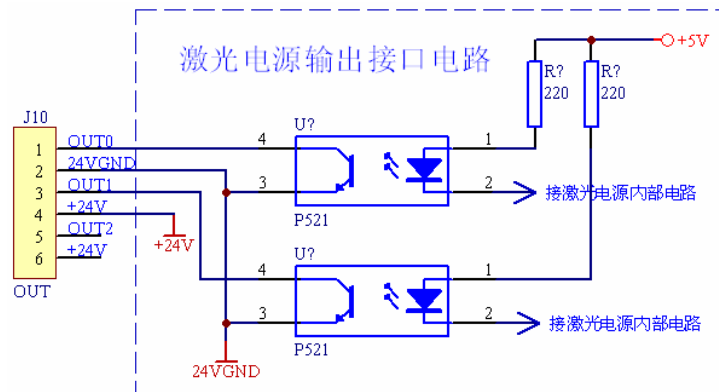 激光电源输出接口电路
+5V
R?
220
R?
220
J10
1 OUT0
2 24VGND
3 OUT1
4 +24V
5 OUT2
6 +24V
OUT
+24V
U?
4
3
1
2
P521
接激光电源内部电路
U?
4
3
1
2
P521
接激光电源内部电路
24VGND